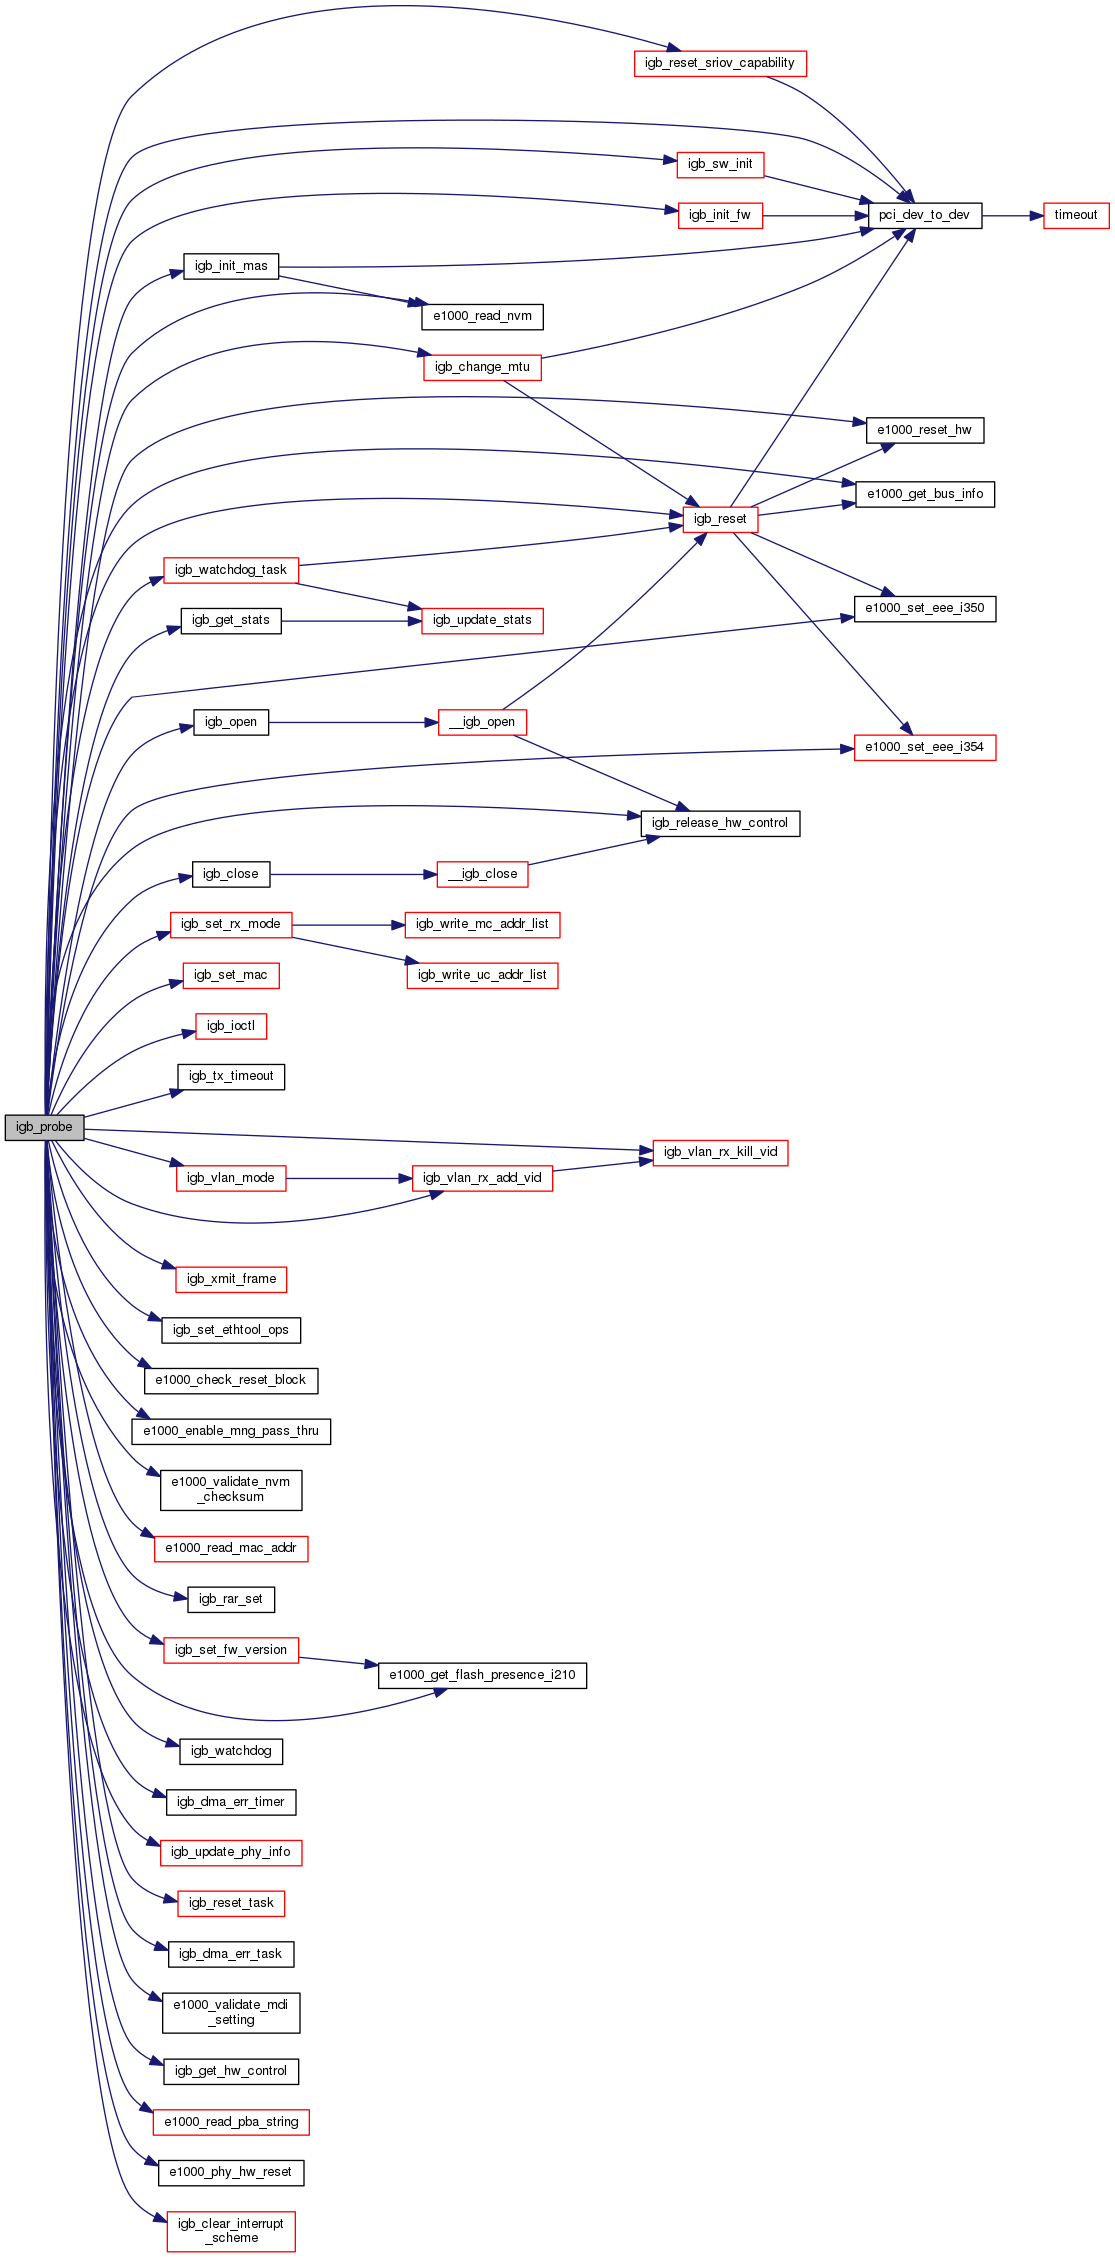 igb_reset_sriov_capability
igb_sw_init
igb_init_fw
pci_dev_to_dev
timeout
igb_init_mas
e1000_read_nvm
igb_change_mtu
e1000_reset_hw
e1000_get_bus_info
igb_reset
igb_watchdog_task
e1000_set_eee_i350
igb_get_stats
igb_update_stats
igb_open
__igb_open
e1000_set_eee_i354
igb_release_hw_control
igb_close
__igb_close
igb_set_rx_mode
igb_write_mc_addr_list
igb_set_mac
igb_write_uc_addr_list
igb_ioctl
igb_tx_timeout
igb_probe
igb_vlan_rx_kill_vid
igb_vlan_mode
igb_vlan_rx_add_vid
igb_xmit_frame
igb_set_ethtool_ops
e1000_check_reset_block
e1000_enable_mng_pass_thru
e1000_validate_nvm
_checksum
e1000_read_mac_addr
igb_rar_set
igb_set_fw_version
e1000_get_flash_presence_i210
igb_watchdog
igb_dma_err_timer
igb_update_phy_info
igb_reset_task
igb_dma_err_task
e1000_validate_mdi
_setting
igb_get_hw_control
e1000_read_pba_string
e1000_phy_hw_reset
igb_clear_interrupt
_scheme